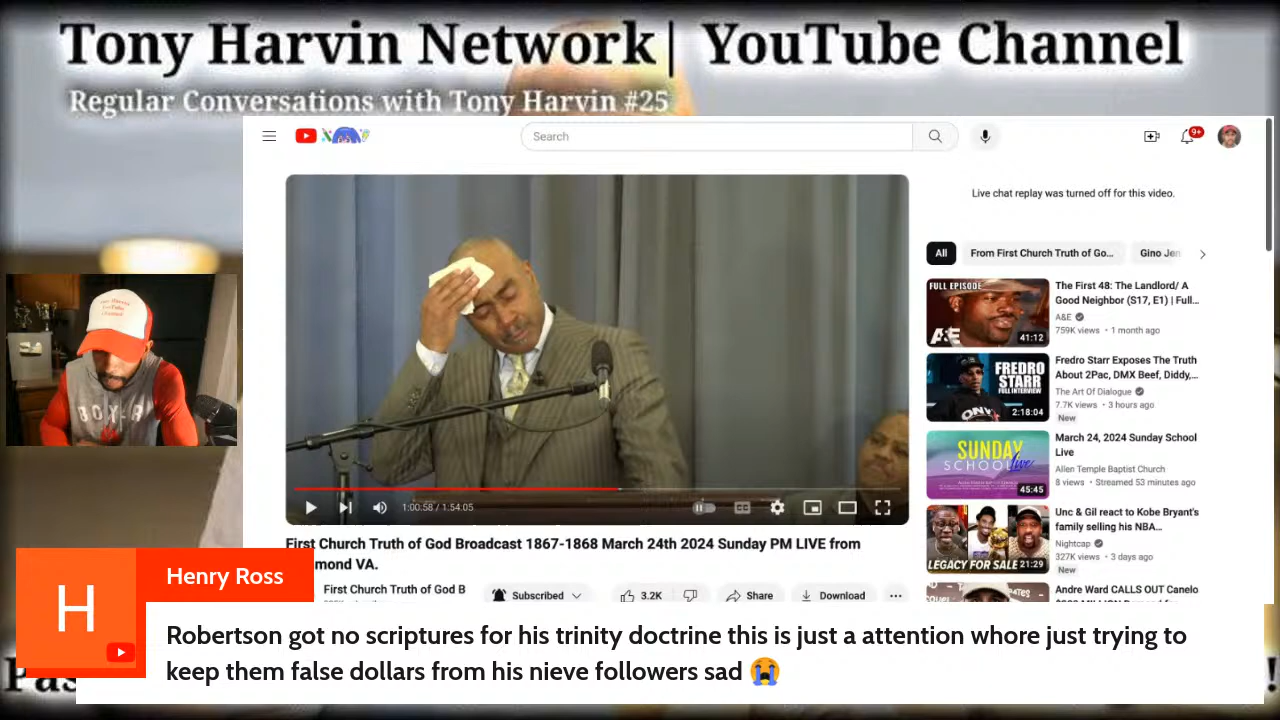 Tony Harvin Network| YouTube Channel
Regular Conversations with Tony Harvin #25
Search
9+
Live chat replay was turned off for this video.
All
From First Church Truth of Go...
Gino Jen
FULL EPISODE
A&E
41:12
The First 48: The Landlord/ A
Good Neighbor (S17, E1) | Full...
A&E
759K views • 1 month ago
FREDRO
STARR
FULL INTERVIEW
2:18:04
Fredro Starr Exposes The Truth
About 2Pac, DMX Beef, Diddy,...
The Art Of Dialogue
7.7K views • 3 hours ago
New
SUNDAY
SCHOOL Live
45:45
March 24, 2024 Sunday School
Live
Allen Temple Baptist Church
8 views • Streamed 53 minutes ago
LEGACY FOR SALE
21:29
Unc & Gil react to Kobe Bryant's
family selling his NBA...
Nightcap
327K views • 3 days ago
New
Andre Ward CALLS OUT Canelo
1:00:58 / 1:54:05
First Church Truth of God Broadcast 1867-1868 March 24th 2024 Sunday PM LIVE from
mond VA.
First Church Truth of God B
Subscribed
3.2K
Share
Download
H
Henry Ross
Robertson got no scriptures for his trinity doctrine this is just a attention whore just trying to
keep them false dollars from his nieve followers sad 😭
Pas